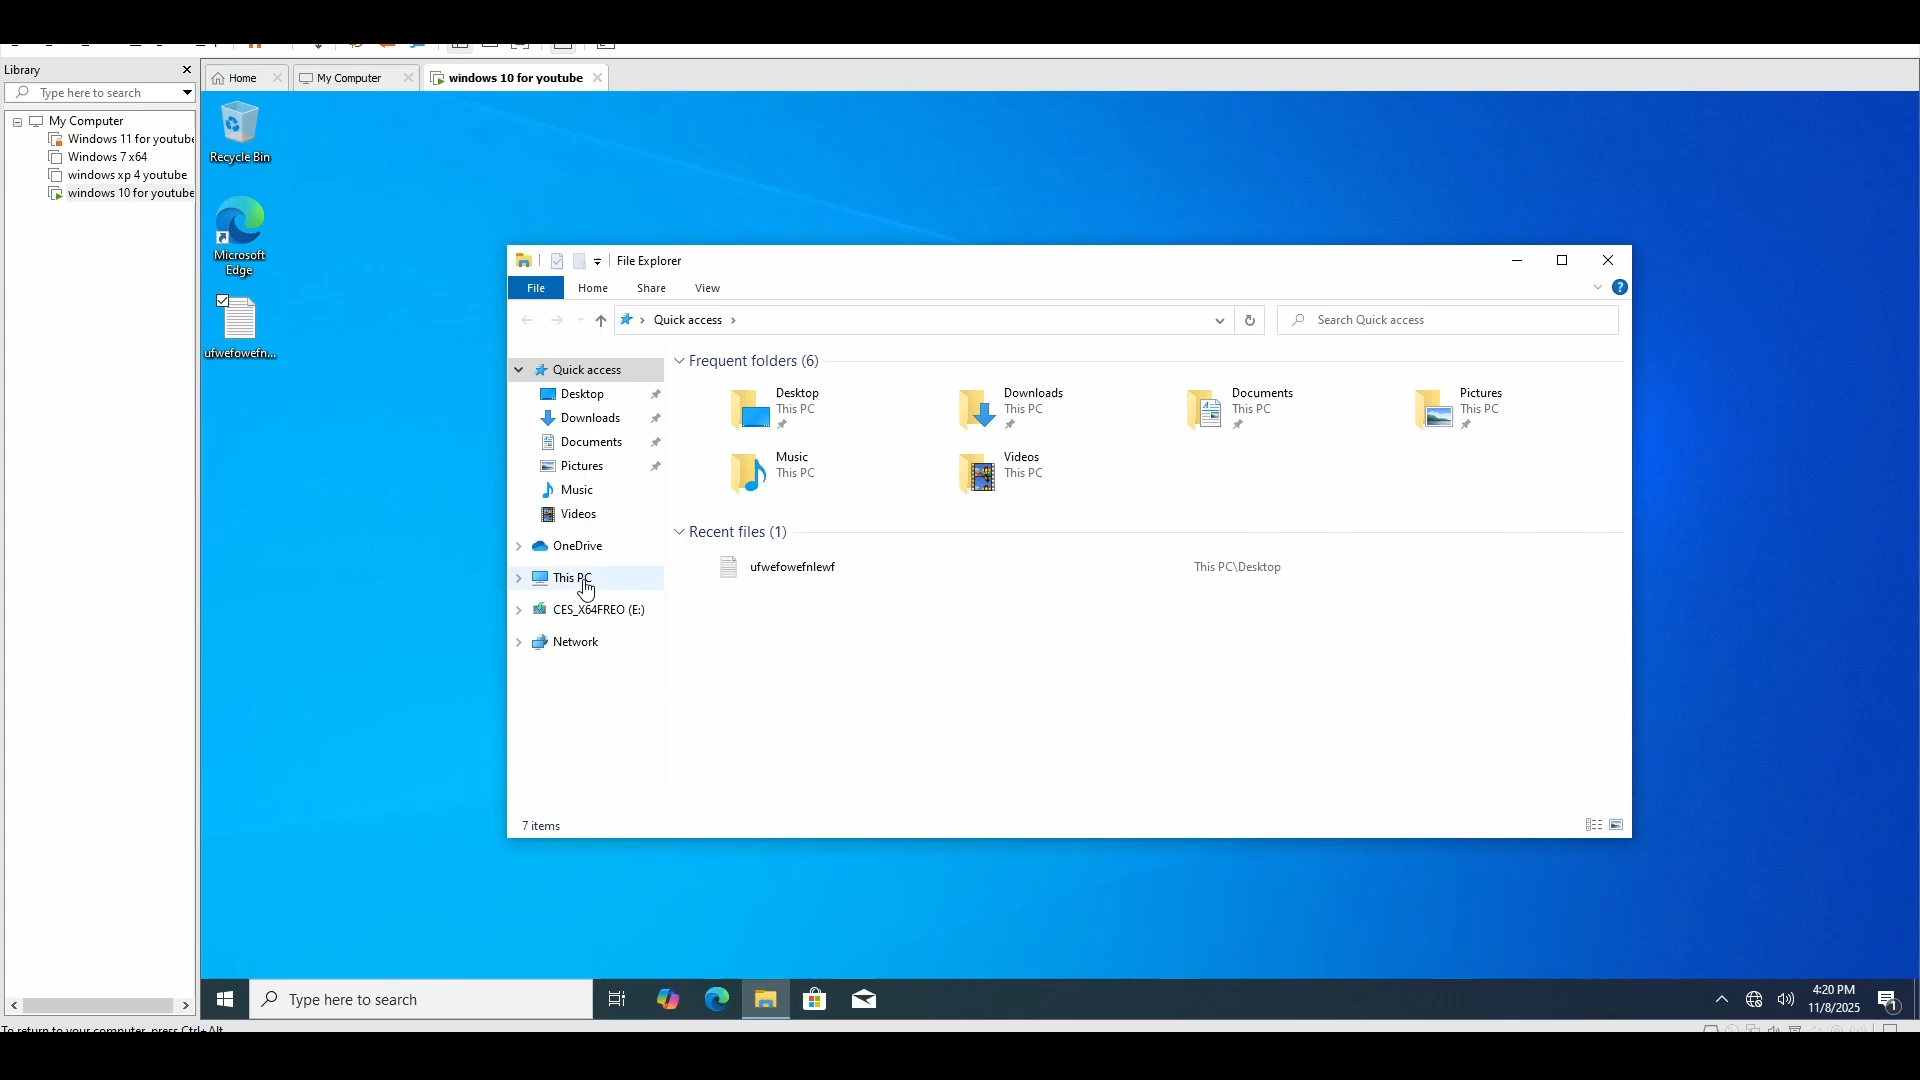 Library
Type here to search
My Computer
Windows 11 for youtube
Windows 7 x64
windows xp 4 youtube
windows 10 for youtube
Home
My Computer
windows 10 for youtube
Recycle Bin
Microsoft
Edge
ufwefowefn...
File Explorer
File
Home
Share
View
Quick access
Search Quick access
Quick access
Desktop
Downloads
Documents
Pictures
Music
Videos
OneDrive
This PC
CES_X64FREO (E:)
Network
Frequent folders (6)
Desktop
This PC
Downloads
This PC
Documents
This PC
Pictures
This PC
Music
This PC
Videos
This PC
Recent files (1)
ufwefowefnlewf
This PC\Desktop
7 items
Type here to search
4:20 PM
11/8/2025
1
To return to your computer, press Ctrl+Alt.